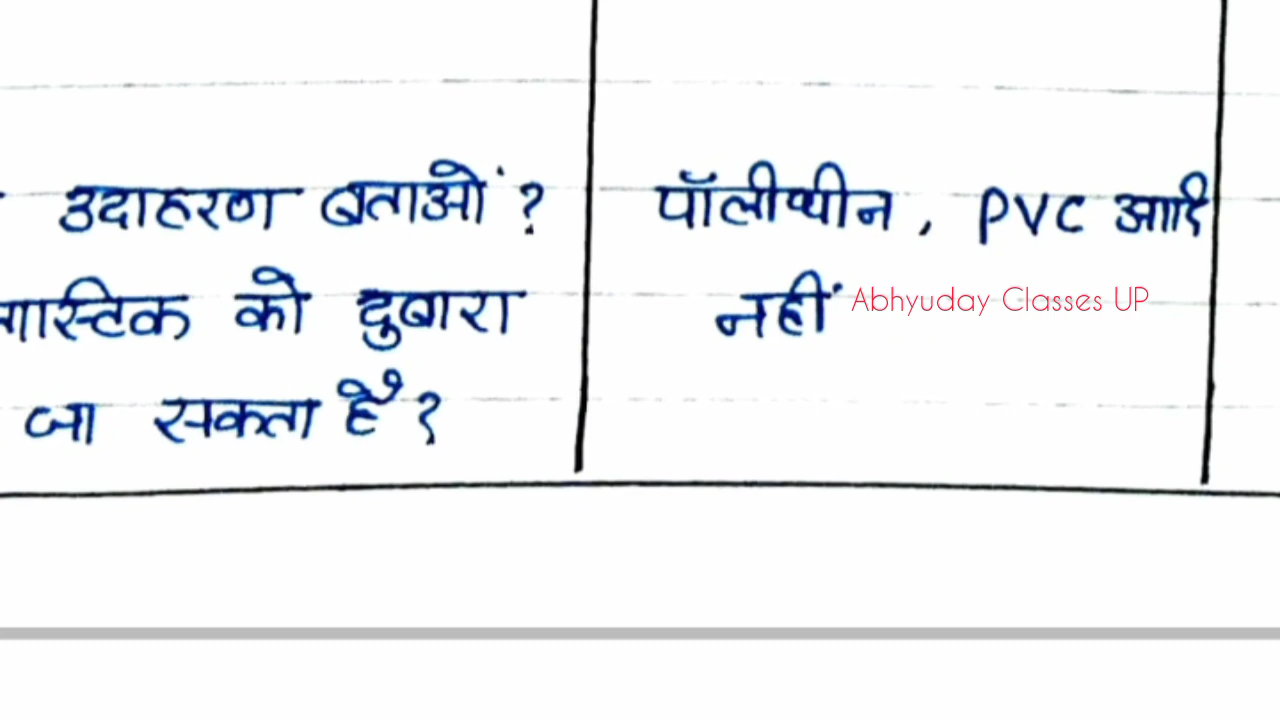 उदाहरण बताओं ?
पॉलीथीन , PVC आदि
को दुबारा
नहीं
Abhyuday Classes UP
जा सकता है ?